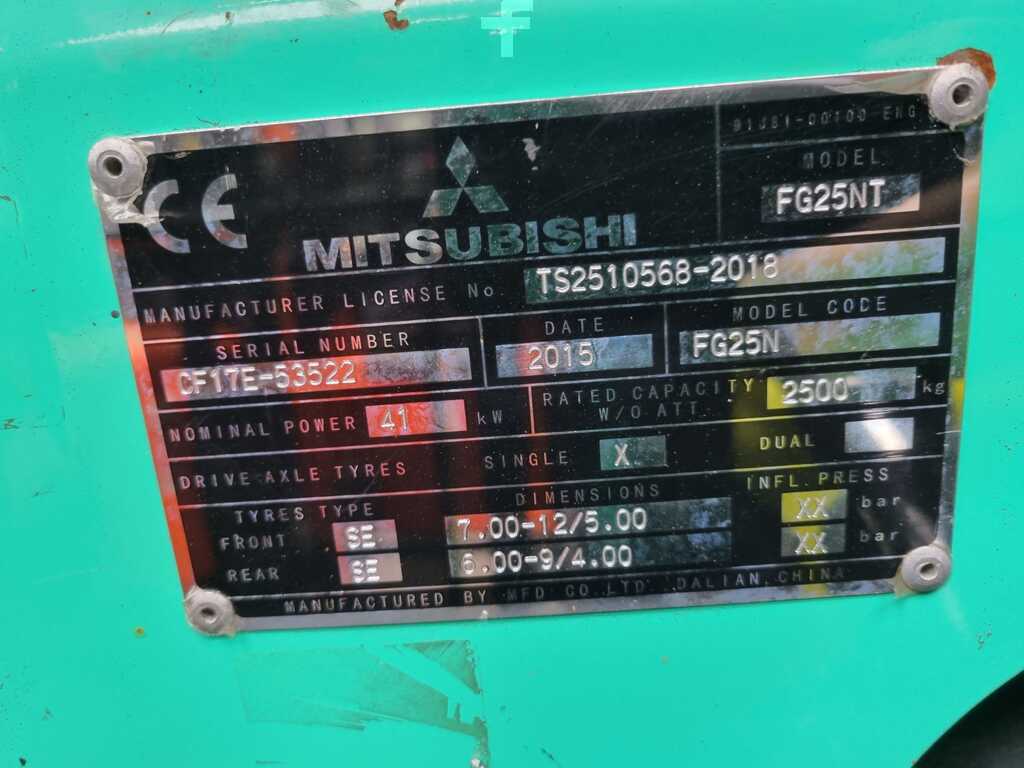 91J81-00100 ENG
MODEL
CE
FG25NT
MITSUBISHI
MANUFACTURER LICENSE No. TS2510568-2018
SERIAL NUMBER DATE MODEL CODE
CF17E-53522 2015 FG25N
NOMINAL POWER 41 kW RATED CAPACITY W/O ATT. 2500 kg
DRIVE AXLE TYRES SINGLE X DUAL
TYRES TYPE DIMENSIONS INFL.PRESS
FRONT SE 7.00-12/5.00 XX bar
REAR SE 6.00-9/4.00 XX bar
MANUFACTURED BY MFD CO.,LTD. DALIAN,CHINA